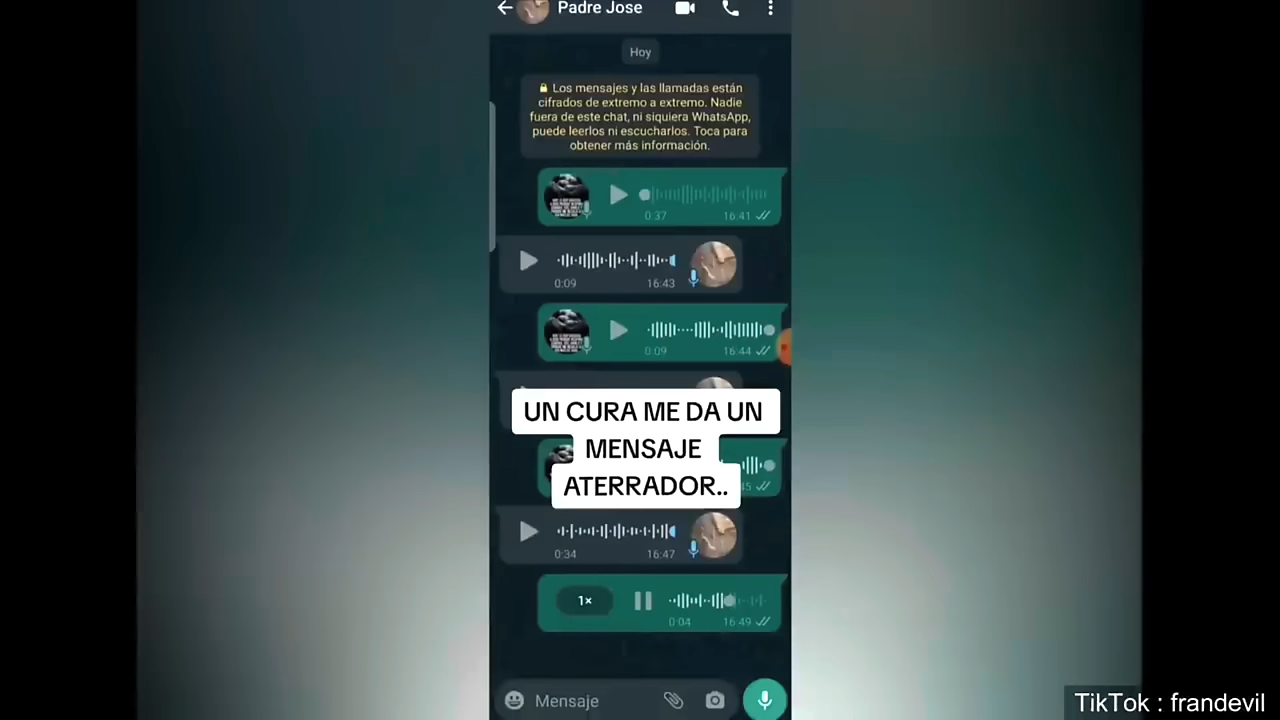 Padre Jose
Hoy
Los mensajes y las llamadas están
cifrados de extremo a extremo. Nadie
fuera de este chat, ni siquiera WhatsApp,
puede leerlos ni escucharlos. Toca para
obtener más información.
0:37 16:41
0:09 16:43
0:09 16:44
UN CURA ME DA UN
MENSAJE
ATERRADOR..
0:34 16:47
1×
0:04 16:49
Mensaje
TikTok : frandevil